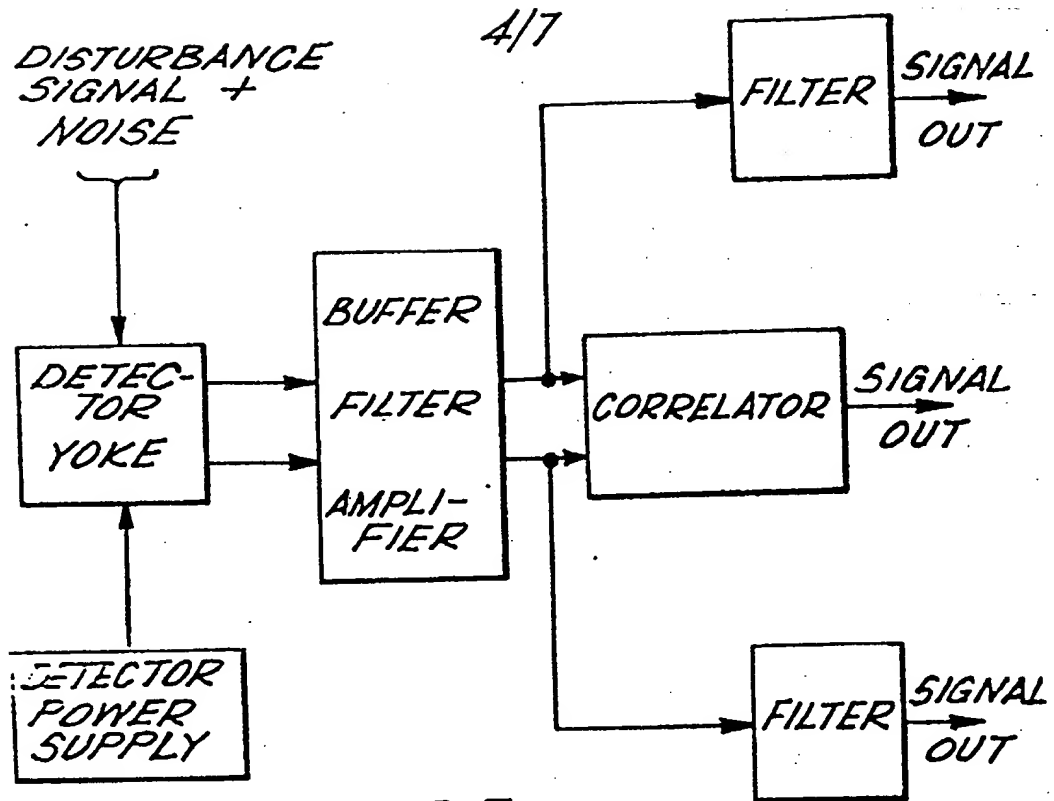 4/7
DISTURBANCE
SIGNAL +
NOISE
FILTER
SIGNAL
OUT
BUFFER
FILTER
AMPLI-
FIER
DETEC-
TOR
YOKE
CORRELATOR
SIGNAL
OUT
DETECTOR
POWER
SUPPLY
FILTER
SIGNAL
OUT